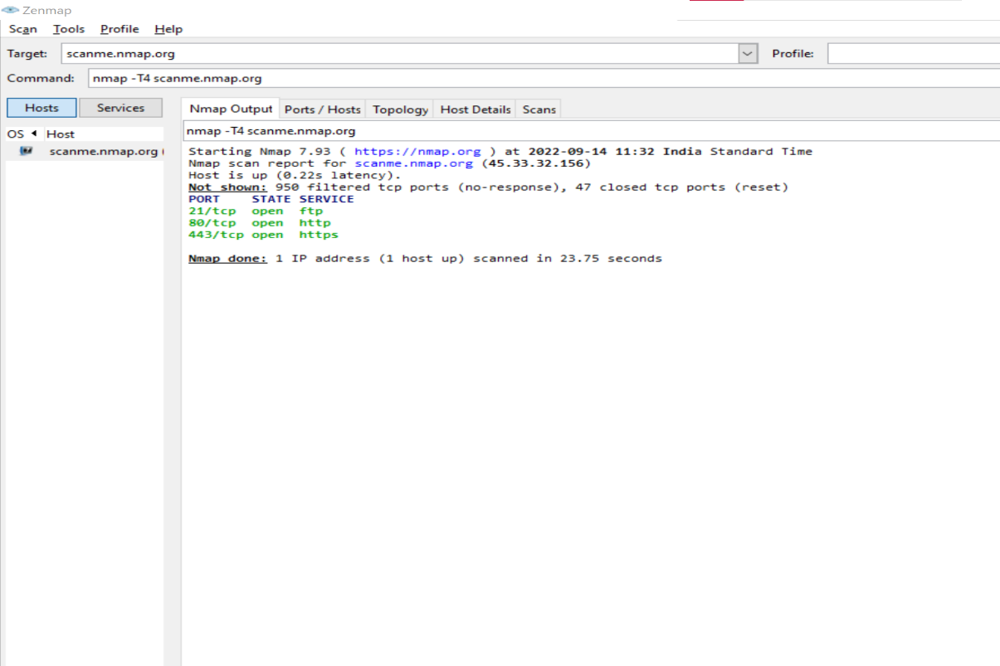 Zenmap
Scan Tools Profile Help
Target: scanme.nmap.org Profile:
Command: nmap -T4 scanme.nmap.org
Hosts Services
Nmap Output Ports / Hosts Topology Host Details Scans
OS Host
scanme.nmap.org (
nmap -T4 scanme.nmap.org
Starting Nmap 7.93 ( https://nmap.org ) at 2022-09-14 11:32 India Standard Time
Nmap scan report for scanme.nmap.org (45.33.32.156)
Host is up (0.22s latency).
Not shown: 950 filtered tcp ports (no-response), 47 closed tcp ports (reset)
PORT STATE SERVICE
21/tcp open ftp
80/tcp open http
443/tcp open https
Nmap done: 1 IP address (1 host up) scanned in 23.75 seconds